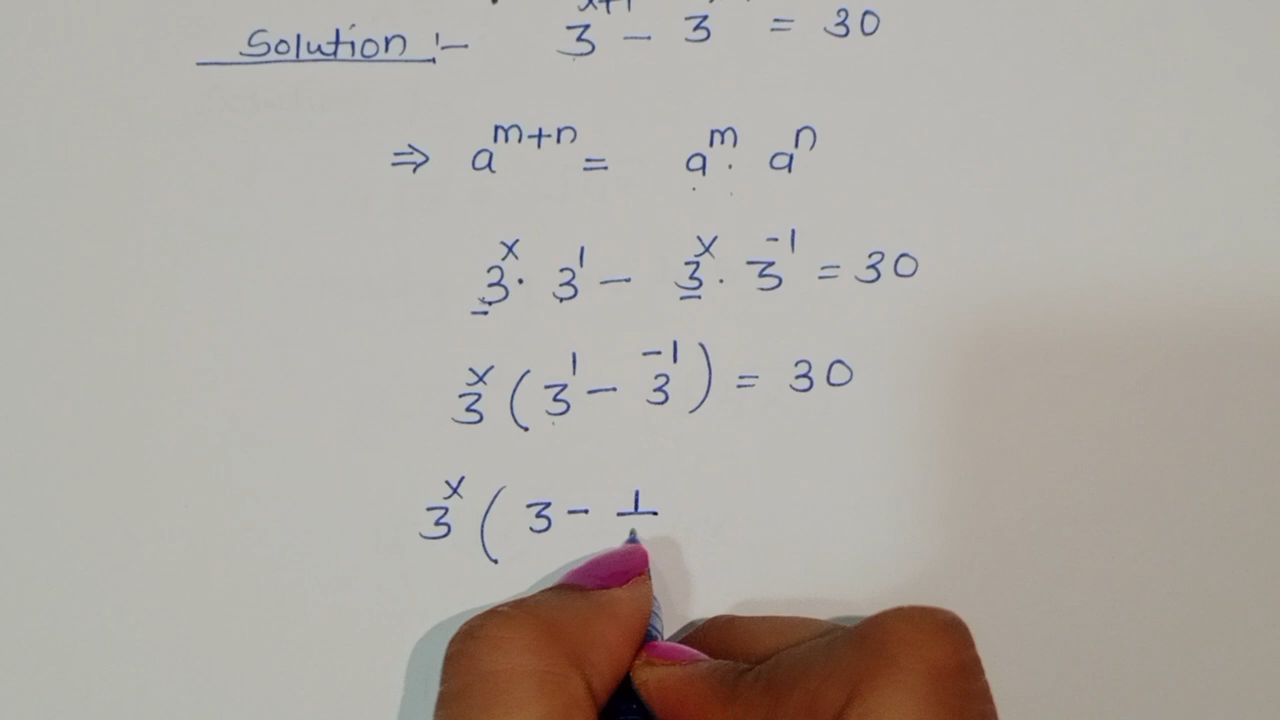 Solution :- 3^{x+1} - 3 = 30
⇒ a^{m+n} = a^m . a^n
3^x . 3^1 - 3^x . 3^{-1} = 30
3^x ( 3^1 - 3^{-1} ) = 30
3^x ( 3 - 1